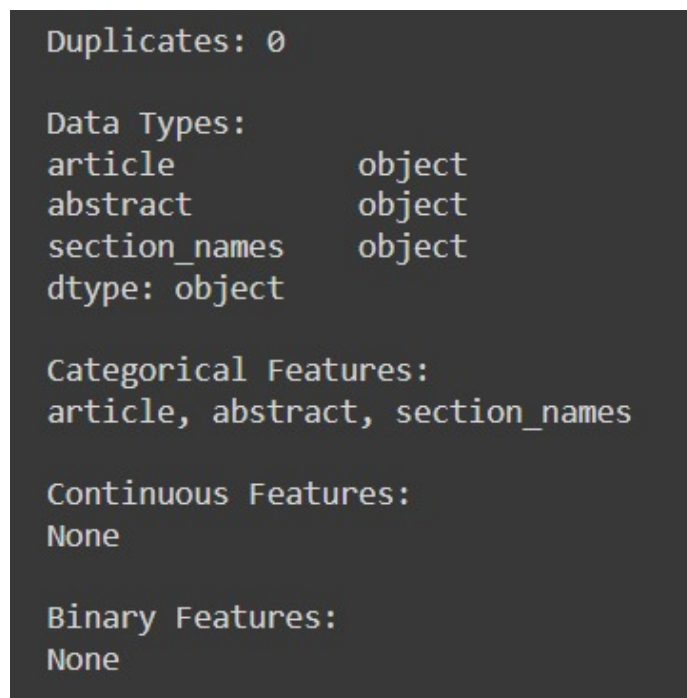 Duplicates: 0
Data Types:
article object
abstract object
section_names object
dtype: object
Categorical Features:
article, abstract, section_names
Continuous Features:
None
Binary Features:
None